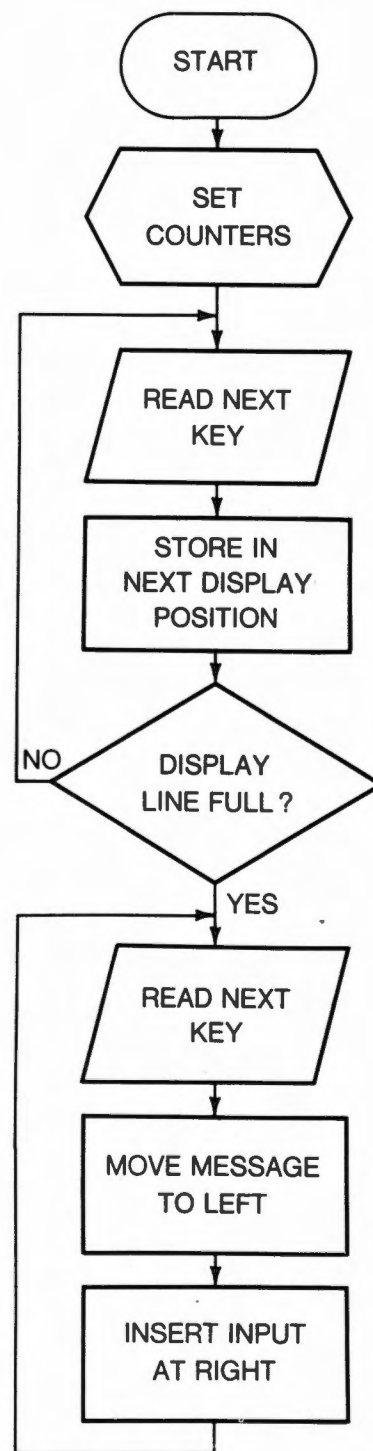 START
SET
COUNTERS
READ NEXT
KEY
STORE IN
NEXT DISPLAY
POSITION
NO
DISPLAY
LINE FULL?
YES
READ NEXT
KEY
MOVE MESSAGE
TO LEFT
INSERT INPUT
AT RIGHT